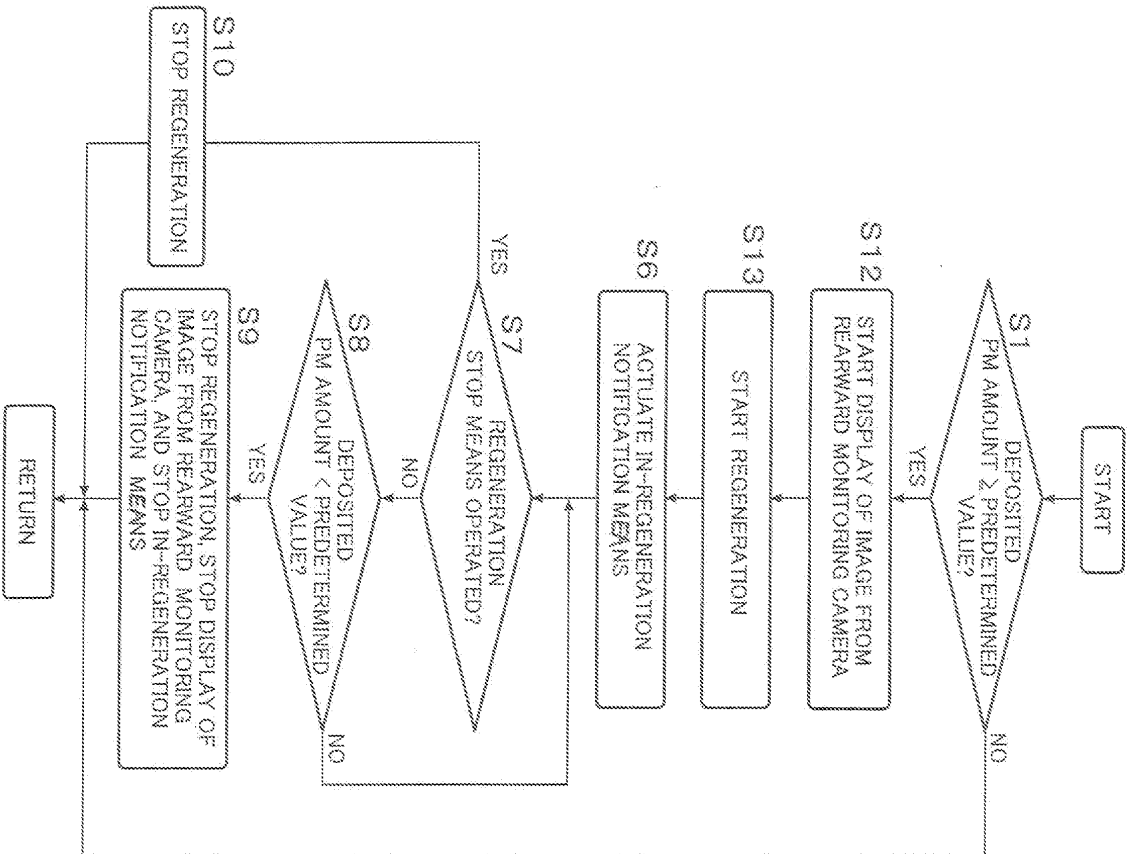 START
S1
DEPOSITED
PM AMOUNT ≥ PREDETERMINED
VALUE?
NO
YES
S12
START DISPLAY OF IMAGE FROM
REARWARD MONITORING CAMERA
S13
START REGENERATION
S6
ACTUATE IN-REGENERATION
NOTIFICATION MEANS
S7
REGENERATION
STOP MEANS OPERATED?
YES
NO
S8
DEPOSITED
PM AMOUNT < PREDETERMINED
VALUE?
NO
YES
S10
STOP REGENERATION
S9
STOP REGENERATION, STOP DISPLAY OF
IMAGE FROM REARWARD MONITORING
CAMERA, AND STOP IN-REGENERATION
NOTIFICATION MEANS
RETURN